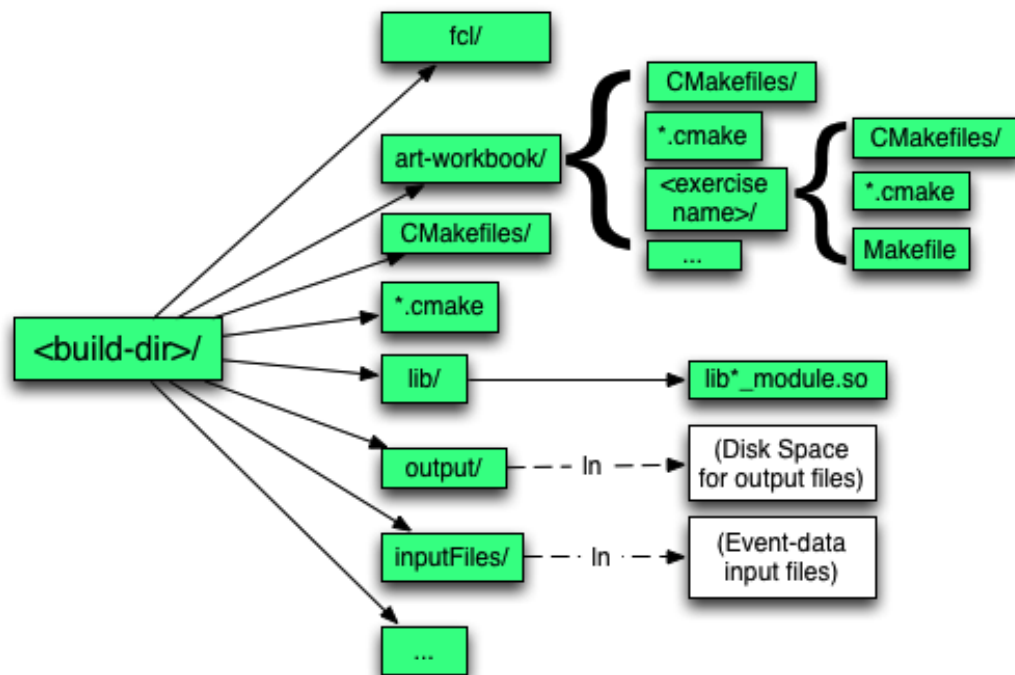 fcl/
CMakefiles/
*.cmake
<exercise
name>/
...
CMakefiles/
*.cmake
Makefile
art-workbook/
CMakefiles/
*.cmake
<build-dir>/
lib/
lib*_module.so
output/
ln
(Disk Space
for output files)
inputFiles/
ln
(Event-data
input files)
...